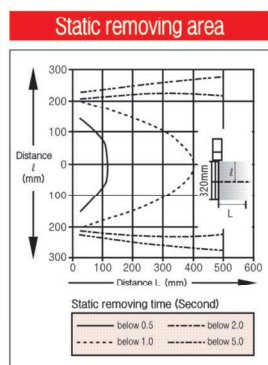 Static removing area
300
200
100
0
100
200
300
Distance
ℓ
(mm)
0 100 200 300 400 500 600
Distance L (mm)
320mm
L
Static removing time (Second)
below 0.5
below 2.0
below 1.0
below 5.0